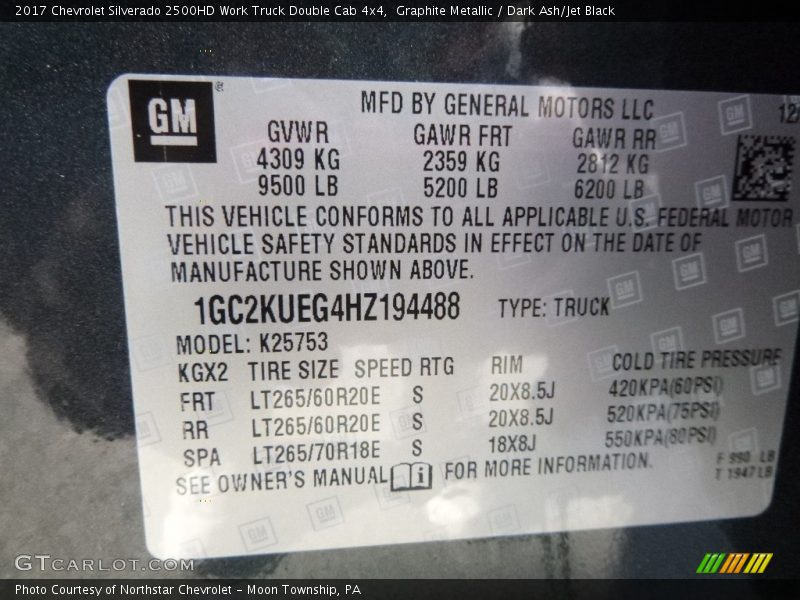 2017 Chevrolet Silverado 2500HD Work Truck Double Cab 4x4,  Graphite Metallic / Dark Ash/Jet Black
GM ®
MFD BY GENERAL MOTORS LLC
GVWR GAWR FRT GAWR RR
4309 KG 2359 KG 2812 KG
9500 LB 5200 LB 6200 LB
THIS VEHICLE CONFORMS TO ALL APPLICABLE U.S. FEDERAL MOTOR
VEHICLE SAFETY STANDARDS IN EFFECT ON THE DATE OF
MANUFACTURE SHOWN ABOVE.
1GC2KUEG4HZ194488 TYPE: TRUCK
MODEL: K25753
KGX2 TIRE SIZE SPEED RTG RIM COLD TIRE PRESSURE
FRT LT265/60R20E S 20X8.5J 420KPA(60PSI)
RR LT265/60R20E S 20X8.5J 520KPA(75PSI)
SPA LT265/70R18E S 18X8J 550KPA(80PSI)
SEE OWNER'S MANUAL i FOR MORE INFORMATION.
F 990 LB
T 1947 LB
GTcarlot.com
Photo Courtesy of Northstar Chevrolet - Moon Township, PA